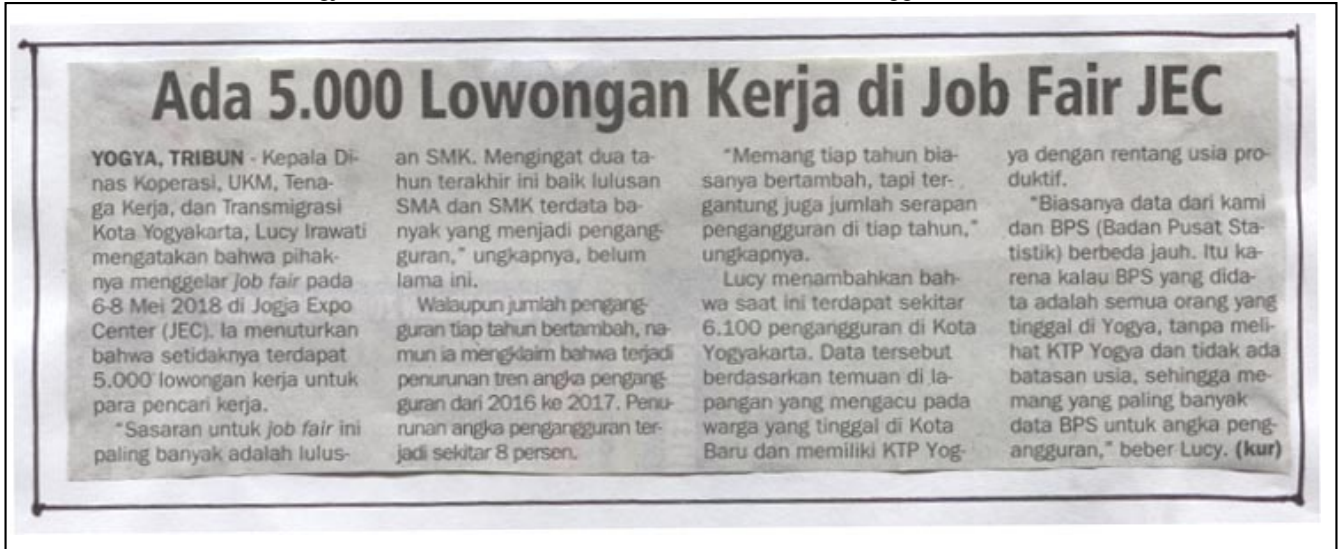 Ada 5.000 Lowongan Kerja di Job Fair JEC
YOGYA, TRIBUN - Kepala Di-
nas Koperasi, UKM, Tena-
ga Kerja, dan Transmigrasi
Kota Yogyakarta, Lucy Irawati
mengatakan bahwa pihak-
nya menggelar job fair pada
6-8 Mei 2018 di Jogja Expo
Center (JEC). Ia menuturkan
bahwa setidaknya terdapat
5.000 lowongan kerja untuk
para pencari kerja.
"Sasaran untuk job fair ini
paling banyak adalah lulus-
an SMK. Mengingat dua ta-
hun terakhir ini baik lulusan
SMA dan SMK terdata ba-
nyak yang menjadi pengang-
guran," ungkapnya, belum
lama ini.
Walaupun jumlah pengang-
guran tiap tahun bertambah, na-
mun ia mengklaim bahwa terjadi
penurunan tren angka pengang-
guran dari 2016 ke 2017. Penu-
runan angka pengangguran ter-
jadi sekitar 8 persen.
"Memang tiap tahun bia-
sanya bertambah, tapi ter-
gantung juga jumlah serapan
pengangguran di tiap tahun,"
ungkapnya.
Lucy menambahkan bah-
wa saat ini terdapat sekitar
6.100 pengangguran di Kota
Yogyakarta. Data tersebut
berdasarkan temuan di la-
pangan yang mengacu pada
warga yang tinggal di Kota
Baru dan memiliki KTP Yog-
ya dengan rentang usia pro-
duktif.
"Biasanya data dari kami
dan BPS (Badan Pusat Sta-
tistik) berbeda jauh. Itu ka-
rena kalau BPS yang dida-
ta adalah semua orang yang
tinggal di Yogya, tanpa meli-
hat KTP Yogya dan tidak ada
batasan usia, sehingga me-
mang yang paling banyak
data BPS untuk angka peng-
angguran," beber Lucy. (kur)